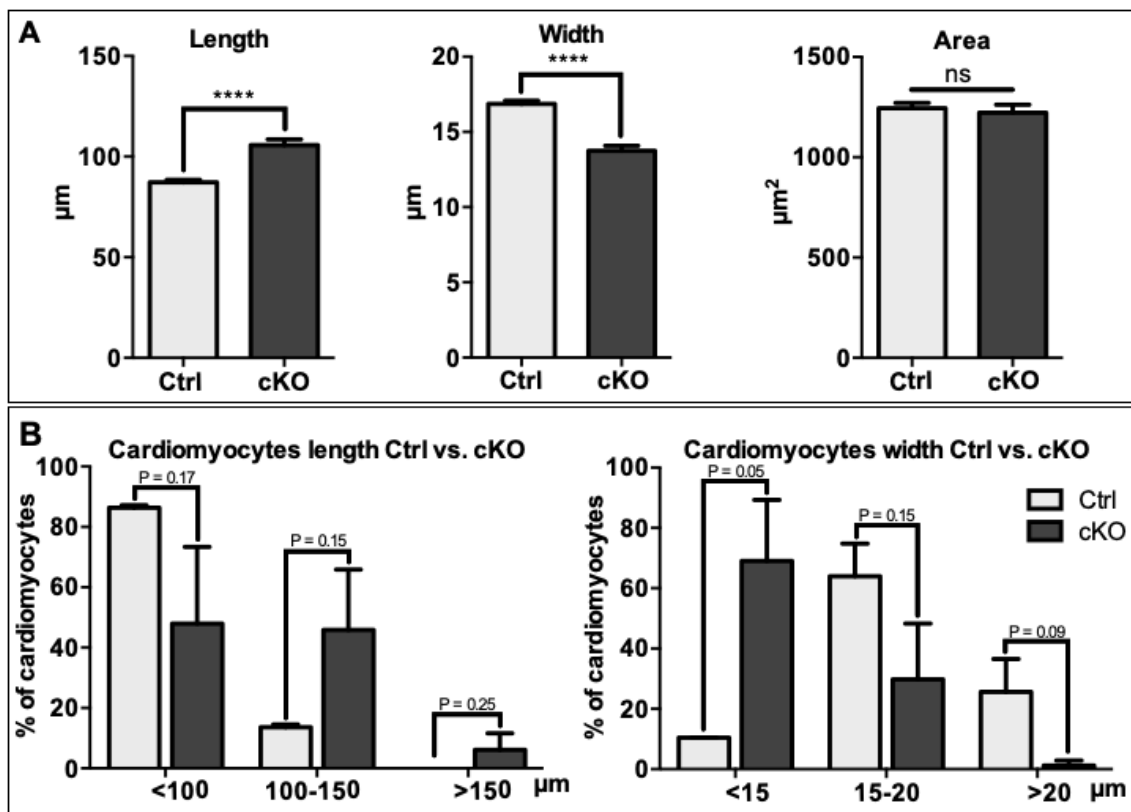 A
Length
150
100
50
0
µm
****
Ctrl
cKO
Width
20
15
10
5
0
µm
****
Ctrl
cKO
Area
1500
1000
500
0
µm²
ns
Ctrl
cKO
B
Cardiomyocytes length Ctrl vs. cKO
100
80
60
40
20
0
% of cardiomyocytes
P = 0.17
P = 0.15
P = 0.25
<100
100-150
>150
µm
Cardiomyocytes width Ctrl vs. cKO
100
80
60
40
20
0
% of cardiomyocytes
P = 0.05
P = 0.15
P = 0.09
Ctrl
cKO
<15
15-20
>20
µm